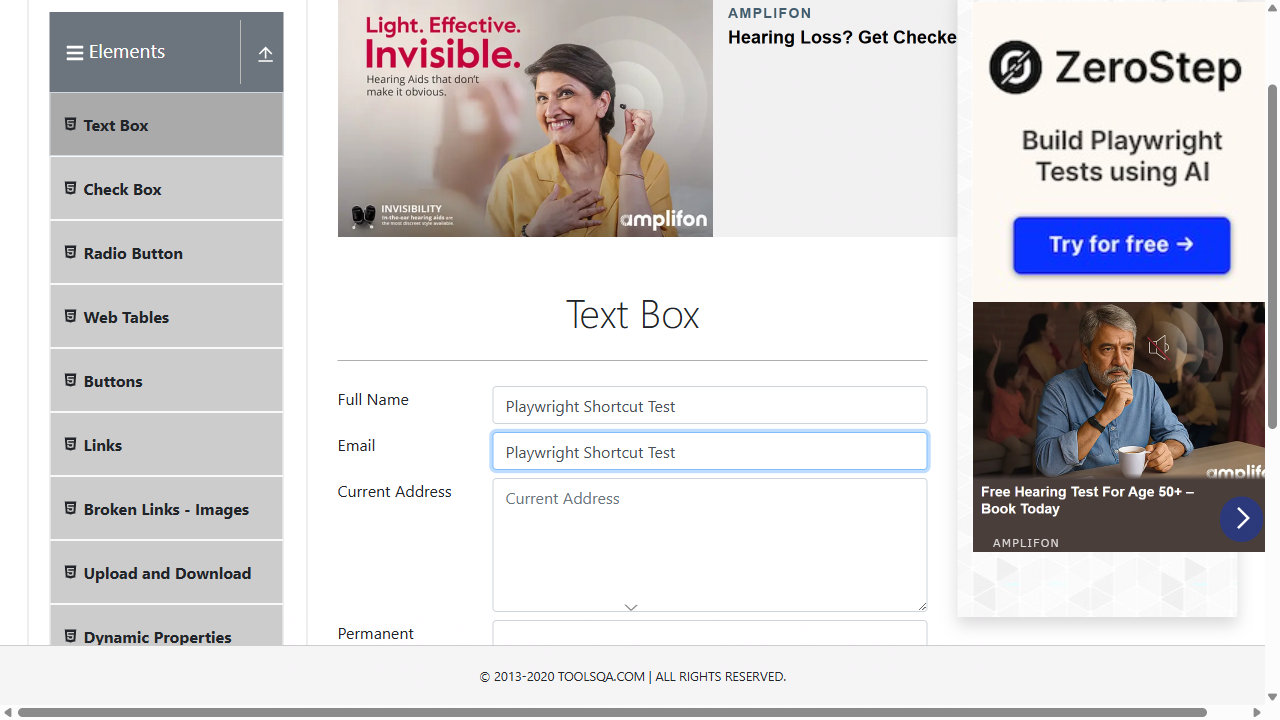 Elements
Text Box
Check Box
Radio Button
Web Tables
Buttons
Links
Broken Links - Images
Upload and Download
Dynamic Properties
Light. Effective.
Invisible.
Hearing Aids that don't
make it obvious.
INVISIBILITY
In-the-ear hearing aids are
the most discreet style available.
amplifon
AMPLIFON
Hearing Loss? Get Checke
Text Box
Full Name
Playwright Shortcut Test
Email
Playwright Shortcut Test
Current Address
Current Address
Permanent
ZeroStep
Build Playwright
Tests using AI
Try for free →
amplifo
Free Hearing Test For Age 50+ –
Book Today
AMPLIFON
© 2013-2020 TOOLSQA.COM | ALL RIGHTS RESERVED.